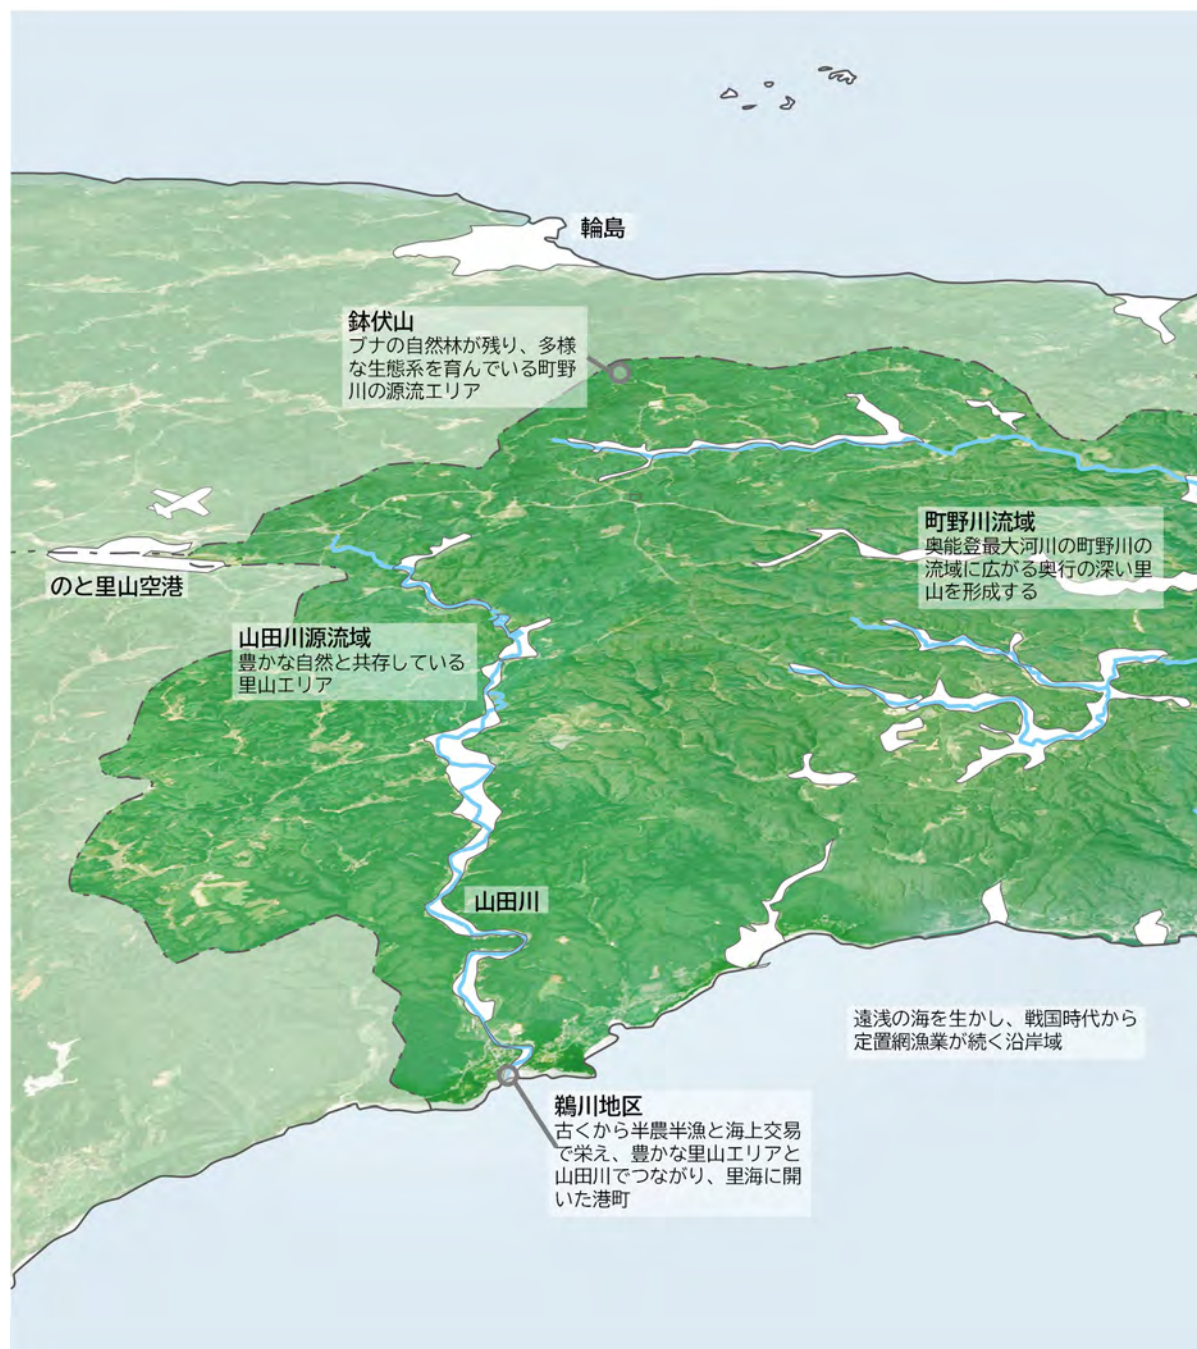 輪島
鉢伏山
ブナの自然林が残り、多様
な生態系を育んでいる町野
川の源流エリア
町野川流域
奥能登最大河川の町野川の
流域に広がる奥行の深い里
山を形成する
のと里山空港
山田川源流域
豊かな自然と共存している
里山エリア
山田川
遠浅の海を生かし、戦国時代から
定置網漁業が続く沿岸域
鵜川地区
古くから半農半漁と海上交易
で栄え、豊かな里山エリアと
山田川でつながり、里海に開
いた港町